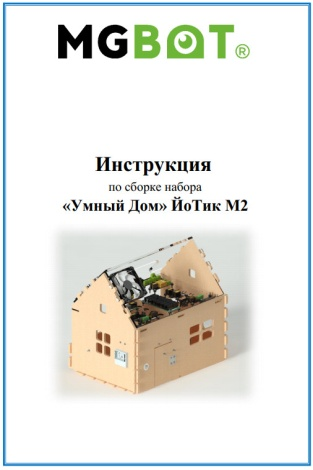 MGBOT®
Инструкция
по сборке набора
«Умный Дом» ЙоТик М2